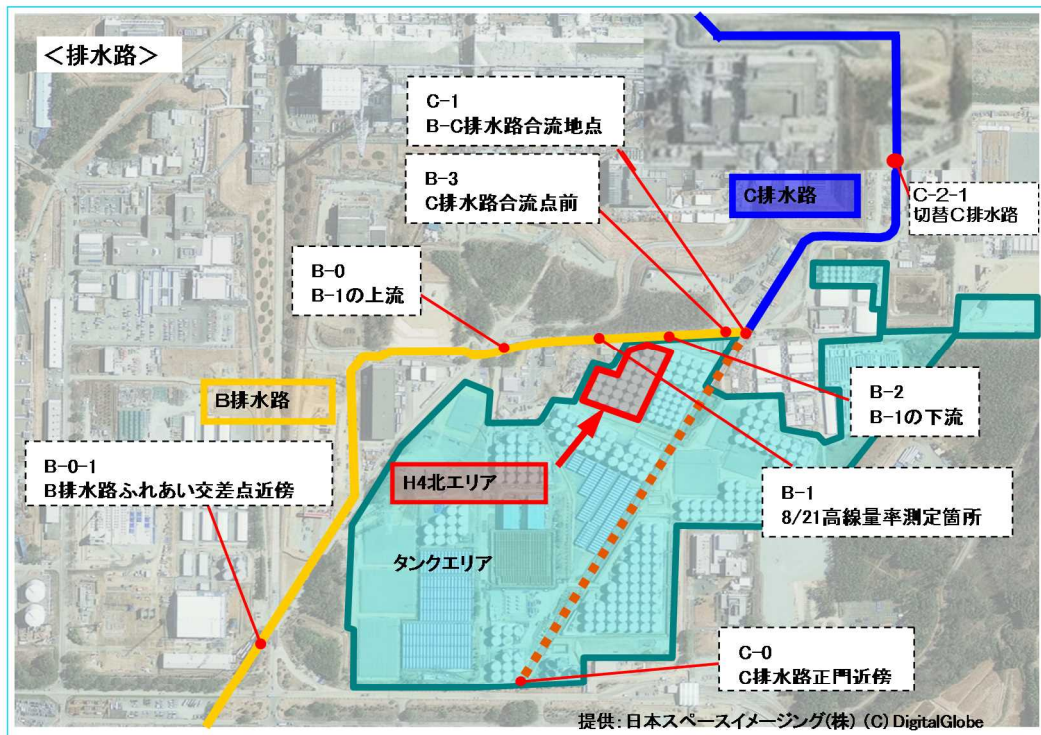 ＜排水路＞
C-1
B-C排水路合流地点
B-3
C排水路合流点前
C排水路
C-2-1
切替C排水路
B-0
B-1の上流
B排水路
B-2
B-1の下流
B-0-1
B排水路ふれあい交差点近傍
H4北エリア
B-1
8/21高線量率測定箇所
タンクエリア
C-0
C排水路正門近傍
提供：日本スペースイメージング(株) (C) DigitalGlobe